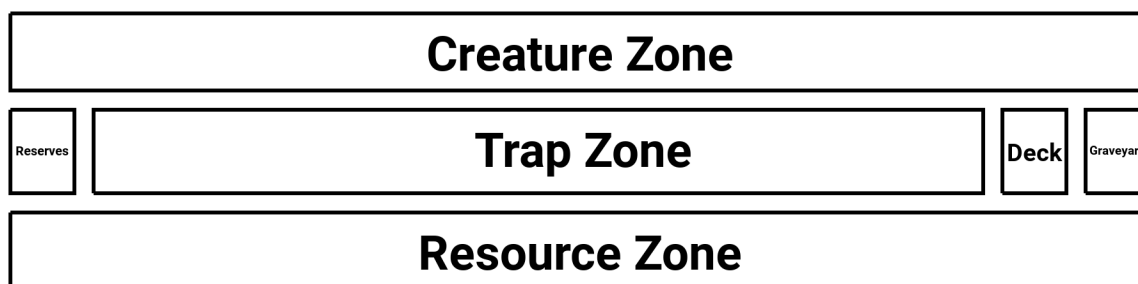 Creature Zone
Reserves
Trap Zone
Deck
Graveyar
Resource Zone